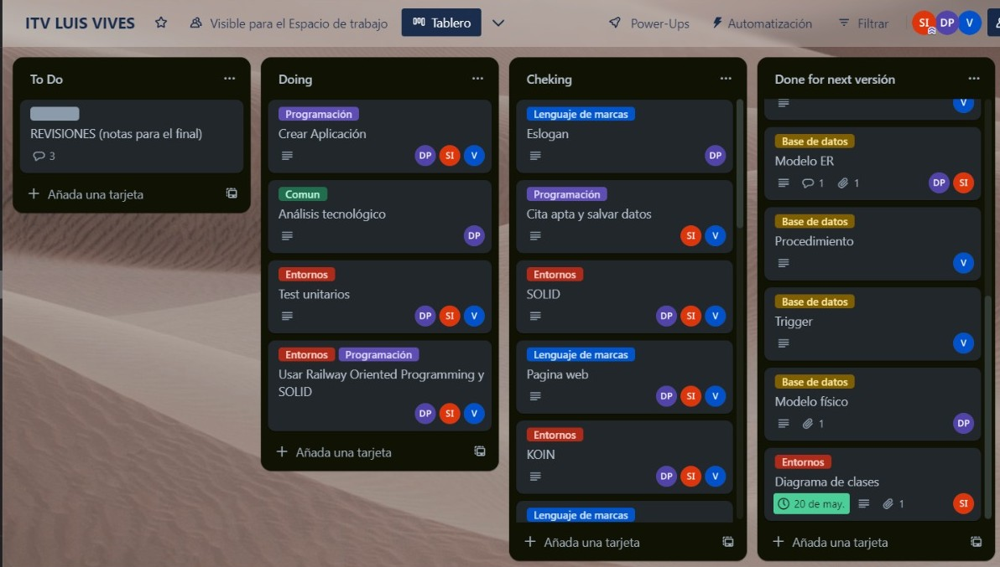 ITV LUIS VIVES
Visible para el Espacio de trabajo
Tablero
Power-Ups
Automatización
Filtrar
SI
DP
V
To Do
REVISIONES (notas para el final)
3
Añada una tarjeta
Doing
Programación
Crear Aplicación
DP SI V
Comun
Análisis tecnológico
DP
Entornos
Test unitarios
DP SI V
Entornos Programación
Usar Railway Oriented Programming y
SOLID
DP SI V
Añada una tarjeta
Cheking
Lenguaje de marcas
Eslogan
DP
Programación
Cita apta y salvar datos
SI V
Entornos
SOLID
DP SI V
Lenguaje de marcas
Pagina web
DP SI V
Entornos
KOIN
DP SI V
Lenguaje de marcas
Añada una tarjeta
Done for next versión
V
Base de datos
Modelo ER
1 1 DP SI
Base de datos
Procedimiento
V
Base de datos
Trigger
V
Base de datos
Modelo físico
1 DP
Entornos
Diagrama de clases
20 de may. 1 SI
Añada una tarjeta